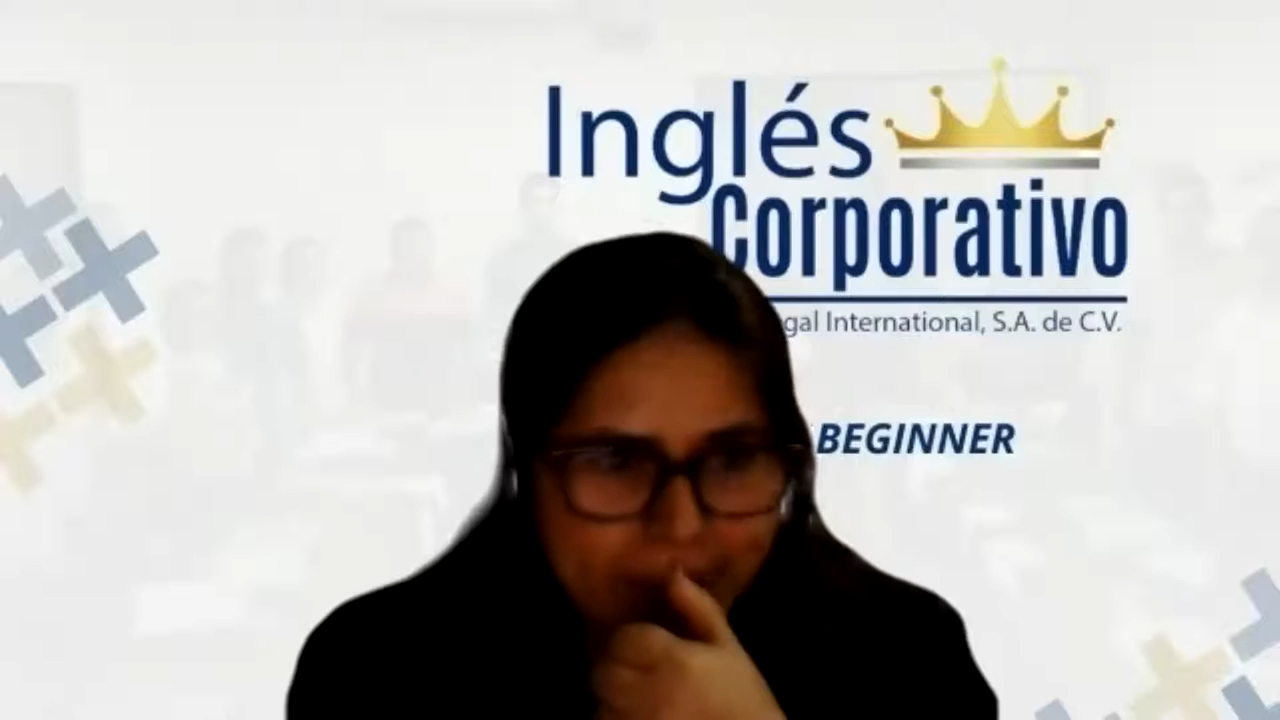 Inglés
Corporativo
gal International, S.A. de C.V.
BEGINNER